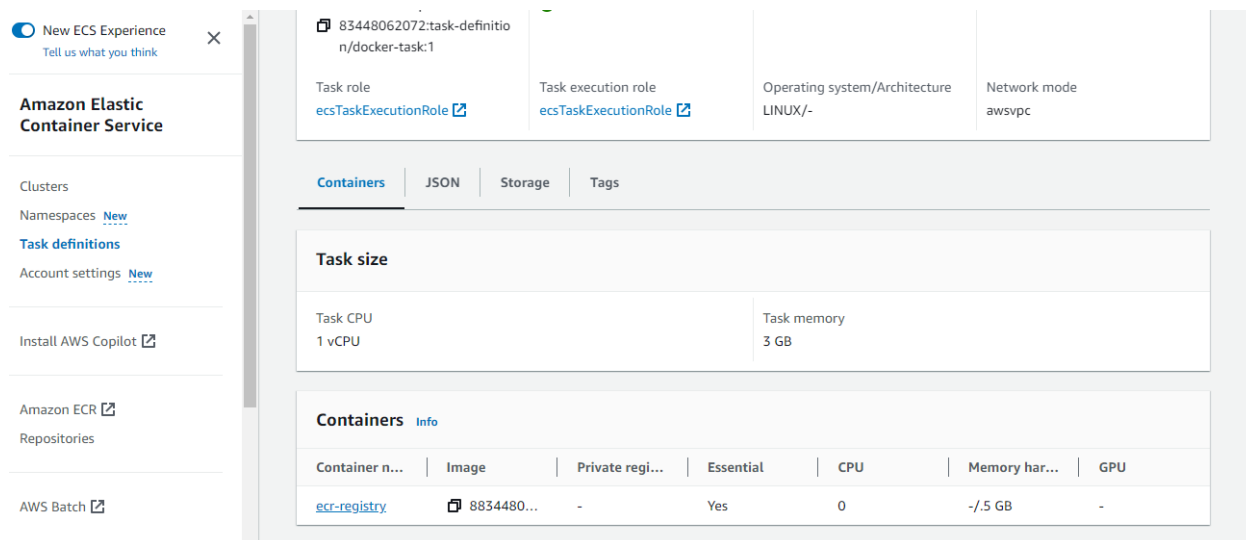 New ECS Experience
Tell us what you think
Amazon Elastic
Container Service
Clusters
Namespaces New
Task definitions
Account settings New
Install AWS Copilot
Amazon ECR
Repositories
AWS Batch
83448062072:task-definitio
n/docker-task:1
Task role
ecsTaskExecutionRole
Task execution role
ecsTaskExecutionRole
Operating system/Architecture
LINUX/-
Network mode
awsvpc
Containers JSON Storage Tags
Task size
Task CPU
1 vCPU
Task memory
3 GB
Containers Info
Container n... Image Private regi... Essential CPU Memory har... GPU
ecr-registry 8834480... - Yes 0 -/.5 GB -